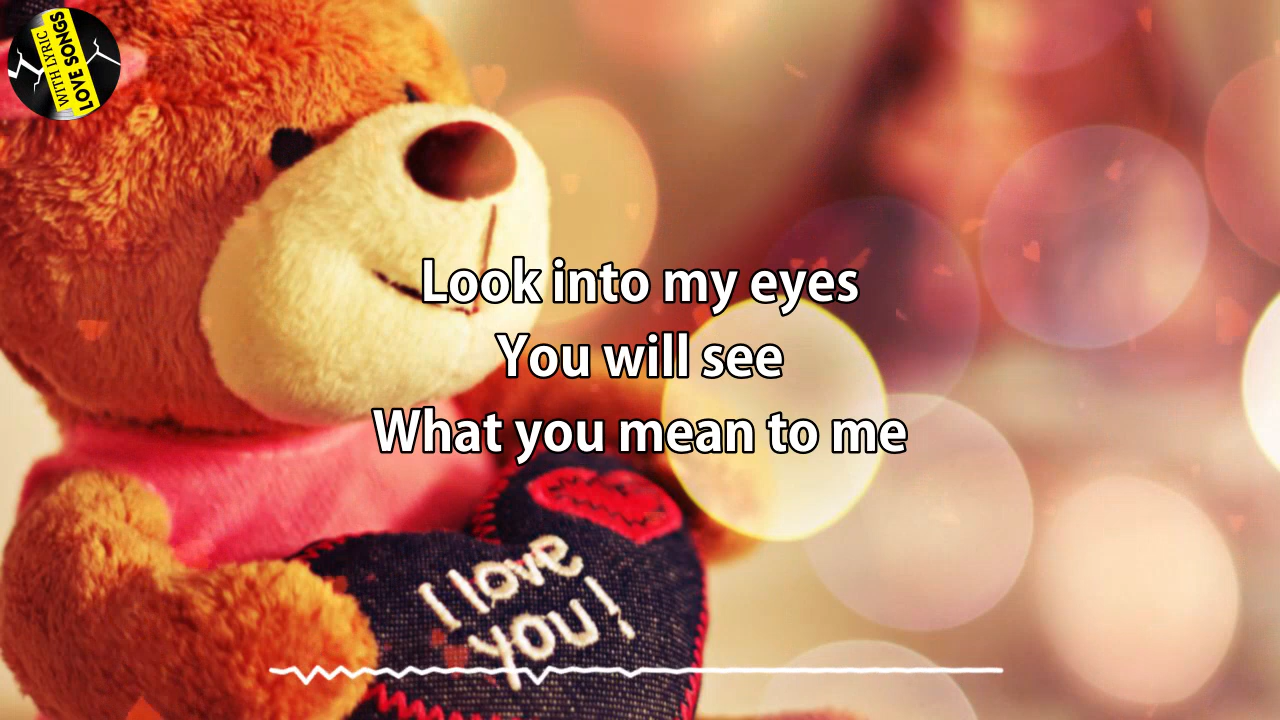 WITH LYRIC
LOVE SONGS
Look into my eyes
You will see
What you mean to me
I love
you!